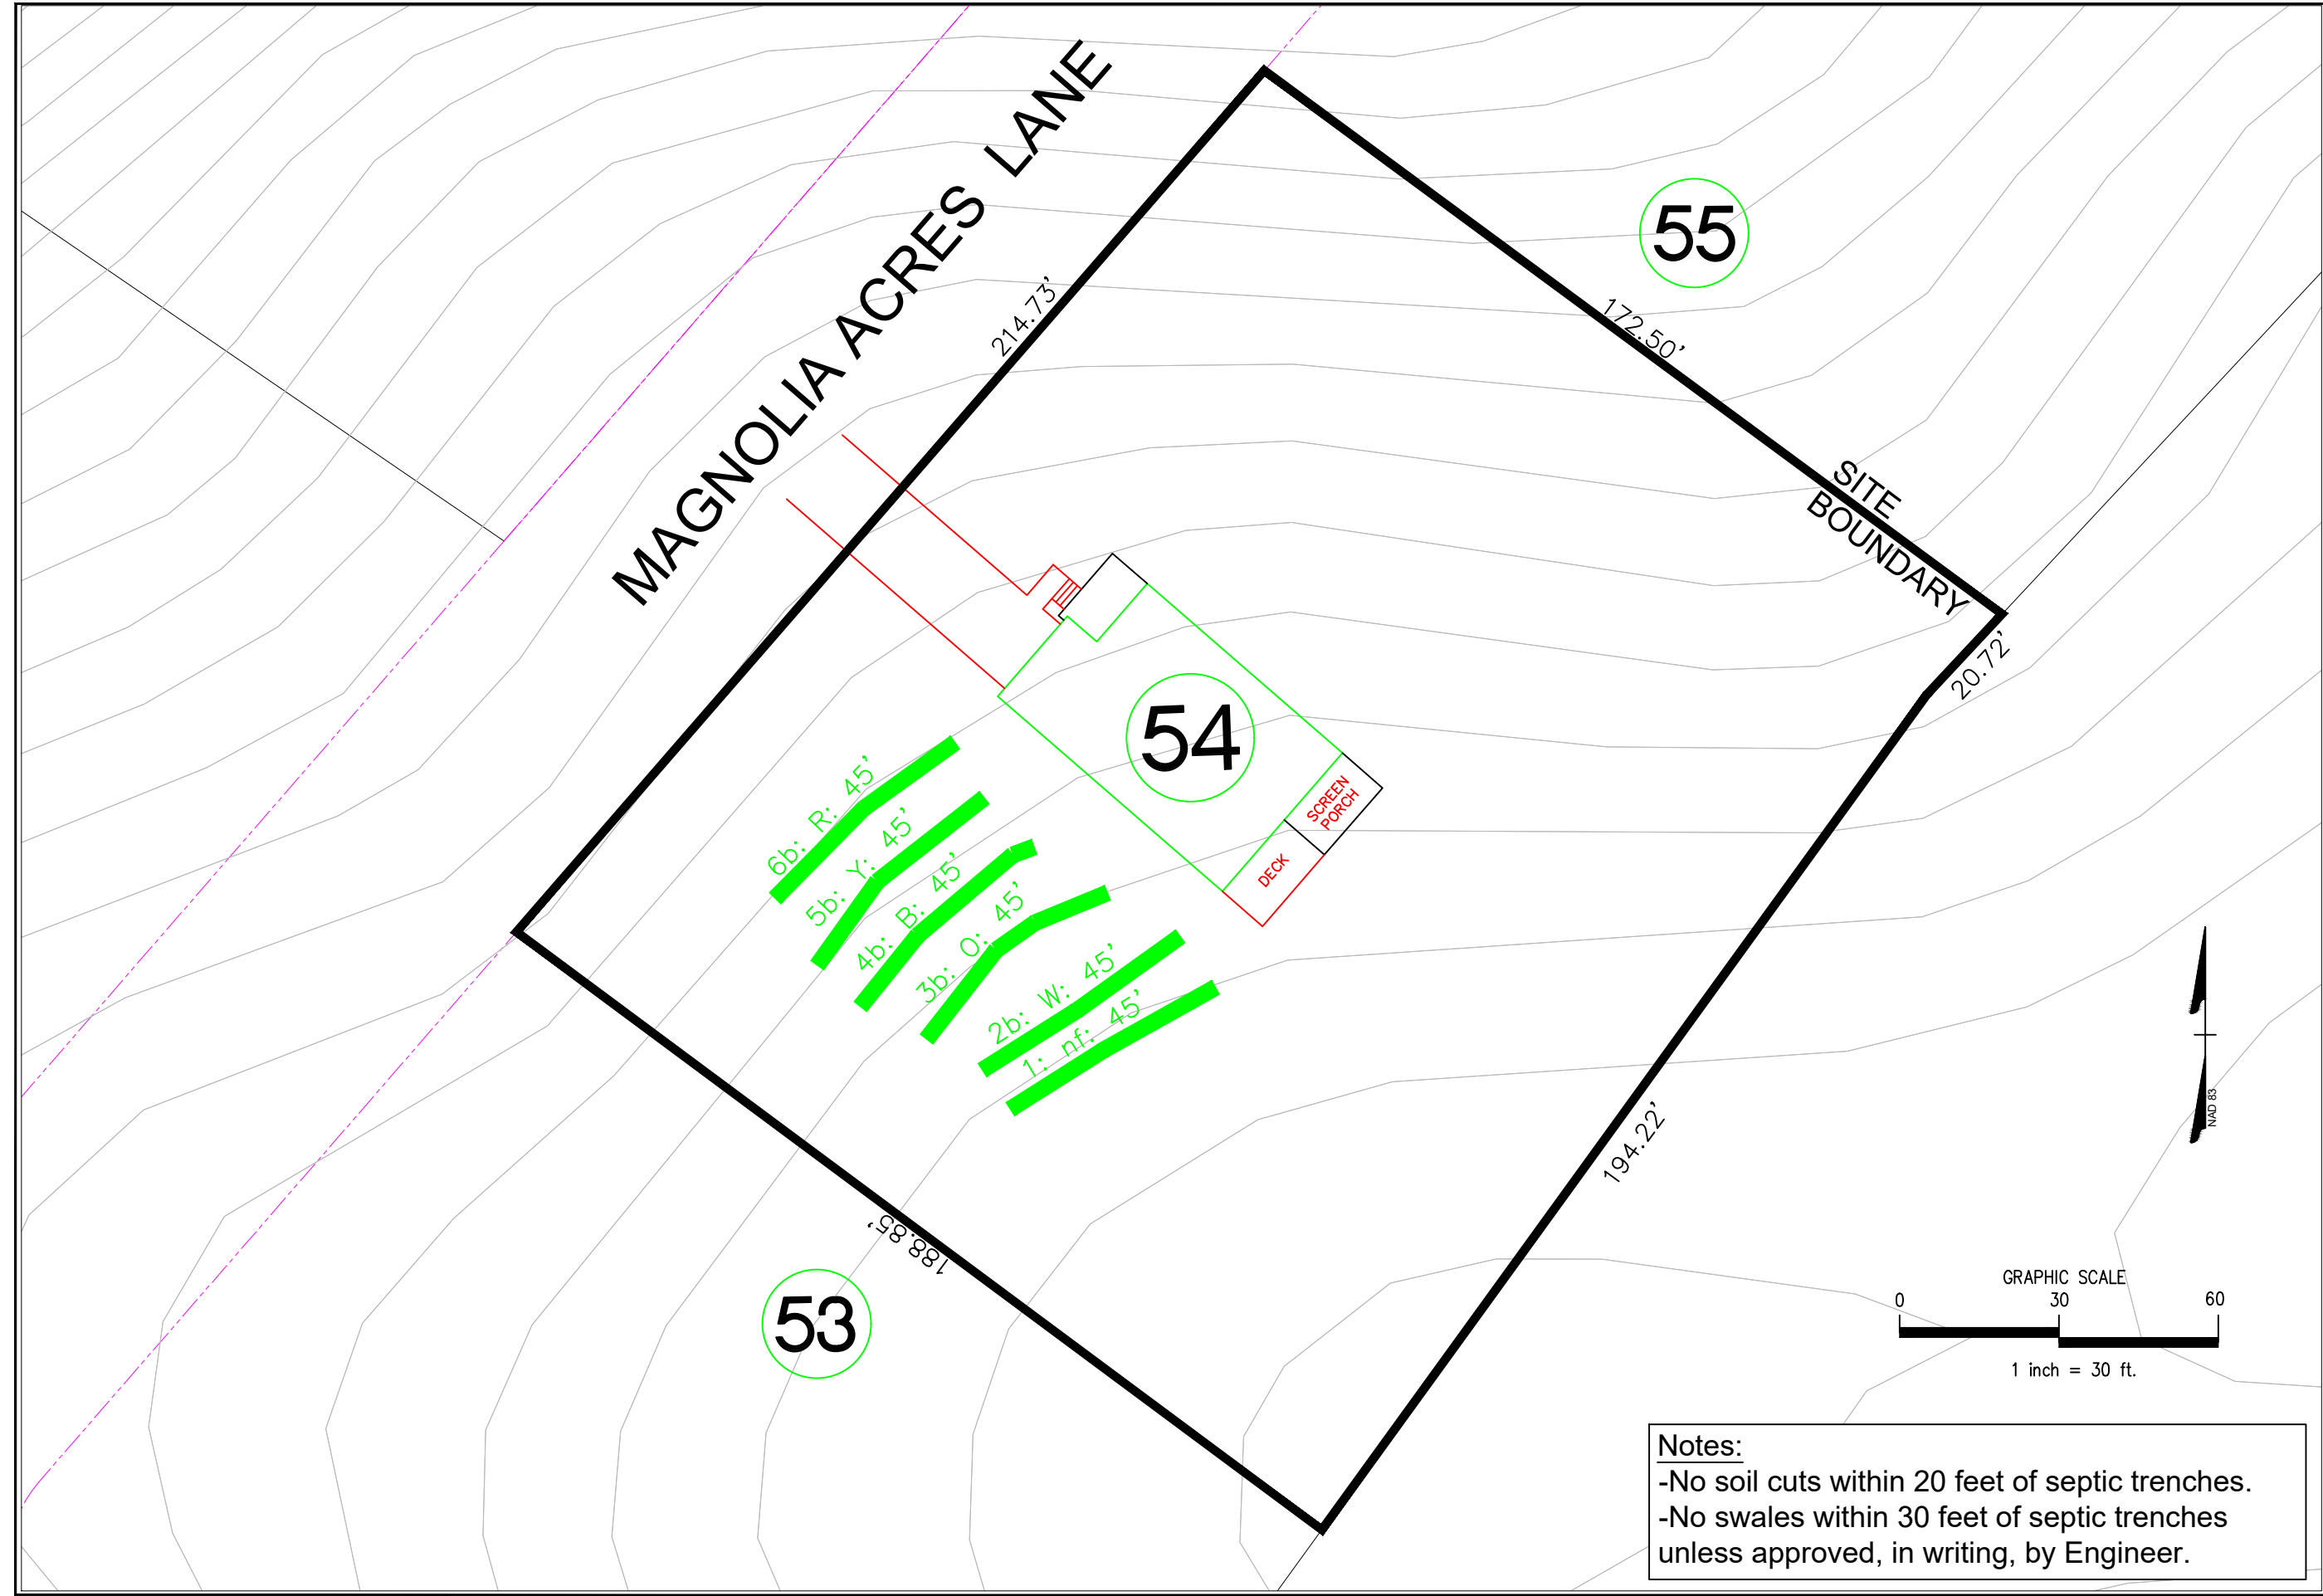 MAGNOLIA ACRES LANE
214.73'
55
172.50'
SITE
BOUNDARY
20.72'
54
SCREEN
PORCH
DECK
6b: R: 45'
5b: Y: 45'
4b: B: 45'
3b: O: 45'
2b: W: 45'
1: nf: 45'
194.22'
188.85'
53
NAD 83
GRAPHIC SCALE
0 30 60
1 inch = 30 ft.
Notes:
-No soil cuts within 20 feet of septic trenches.
-No swales within 30 feet of septic trenches
unless approved, in writing, by Engineer.